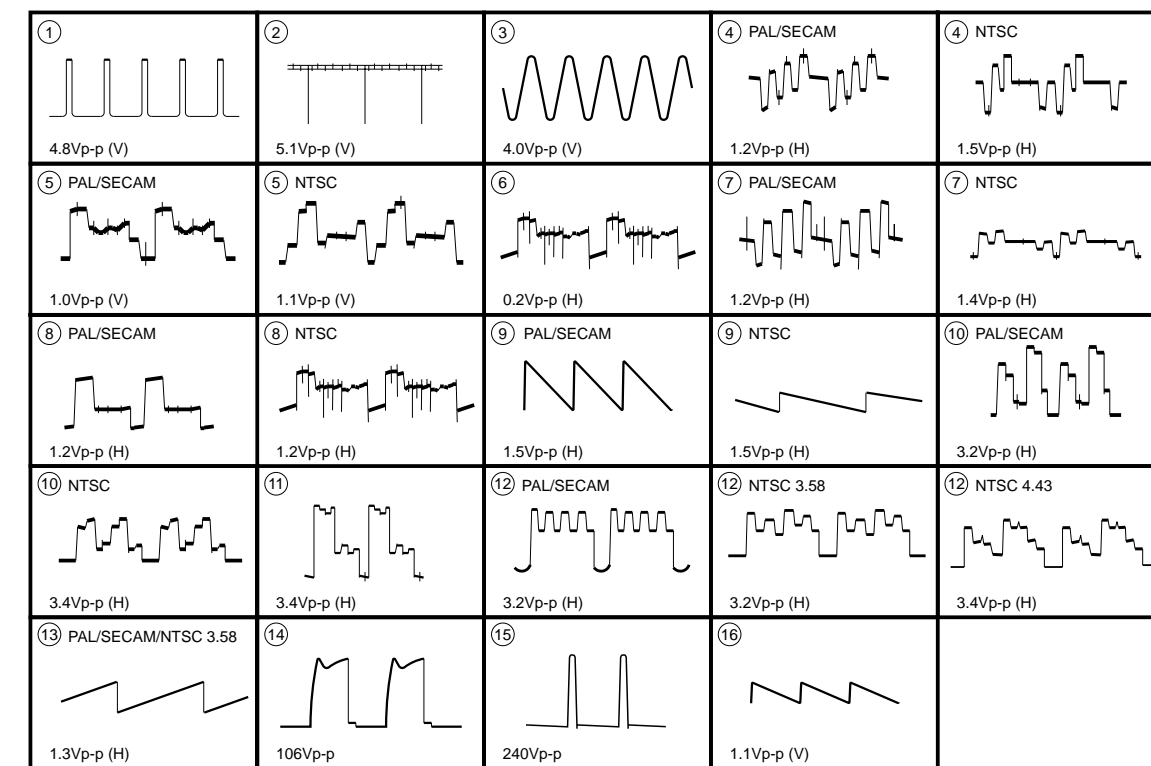 ① ② ③ ④ PAL/SECAM ④ NTSC
4.8Vp-p (V) 5.1Vp-p (V) 4.0Vp-p (V) 1.2Vp-p (H) 1.5Vp-p (H)
⑤ PAL/SECAM ⑤ NTSC ⑥ ⑦ PAL/SECAM ⑦ NTSC
1.0Vp-p (V) 1.1Vp-p (V) 0.2Vp-p (H) 1.2Vp-p (H) 1.4Vp-p (H)
⑧ PAL/SECAM ⑧ NTSC ⑨ PAL/SECAM ⑨ NTSC ⑩ PAL/SECAM
1.2Vp-p (H) 1.2Vp-p (H) 1.5Vp-p (H) 1.5Vp-p (H) 3.2Vp-p (H)
⑩ NTSC ⑪ ⑫ PAL/SECAM ⑫ NTSC 3.58 ⑫ NTSC 4.43
3.4Vp-p (H) 3.4Vp-p (H) 3.2Vp-p (H) 3.2Vp-p (H) 3.4Vp-p (H)
⑬ PAL/SECAM/NTSC 3.58 ⑭ ⑮ ⑯
1.3Vp-p (H) 106Vp-p 240Vp-p 1.1Vp-p (V)